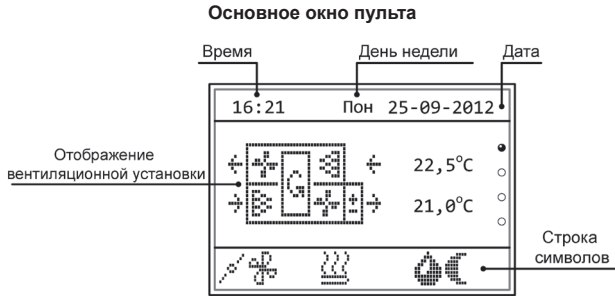 Основное окно пульта
Время День недели Дата
16:21 Пон 25-09-2012
Отображение
вентиляционной установки
G
22,5°C
21,0°C
Строка
символов